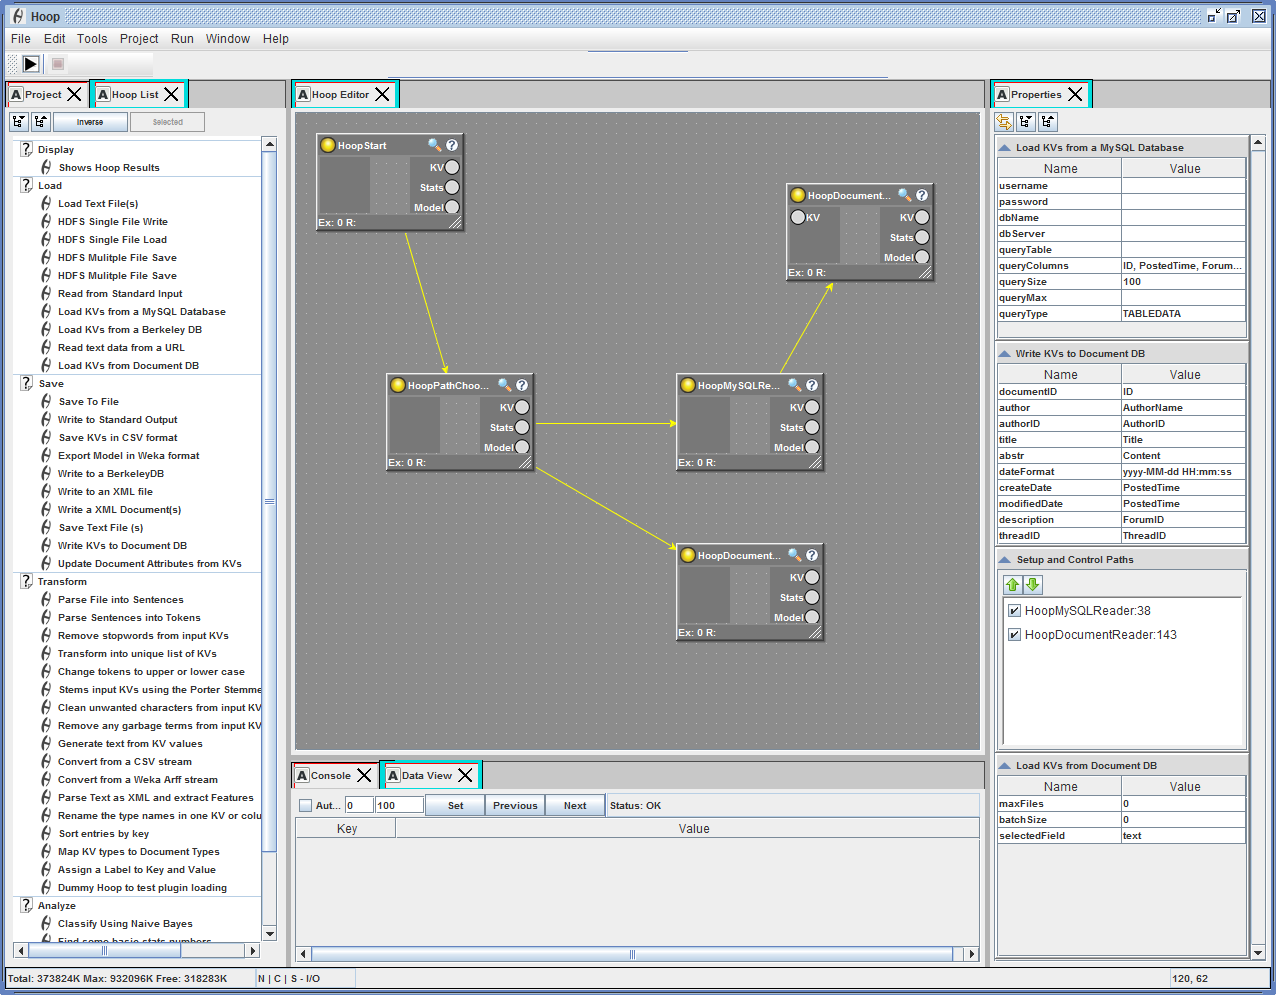 Hoop
File Edit Tools Project Run Window Help
A Project
A Hoop List
Inverse
Selected
Display
Shows Hoop Results
Load
Load Text File(s)
HDFS Single File Write
HDFS Single File Load
HDFS Mulitple File Save
HDFS Mulitple File Save
Read from Standard Input
Load KVs from a MySQL Database
Load KVs from a Berkeley DB
Read text data from a URL
Load KVs from Document DB
Save
Save To File
Write to Standard Output
Save KVs in CSV format
Export Model in Weka format
Write to a BerkeleyDB
Write to an XML file
Write a XML Document(s)
Save Text File (s)
Write KVs to Document DB
Update Document Attributes from KVs
Transform
Parse File into Sentences
Parse Sentences into Tokens
Remove stopwords from input KVs
Transform into unique list of KVs
Change tokens to upper or lower case
Stems input KVs using the Porter Stemme
Clean unwanted characters from input KV
Remove any garbage terms from input KV
Generate text from KV values
Convert from a CSV stream
Convert from a Weka Arff stream
Parse Text as XML and extract Features
Rename the type names in one KV or colu
Sort entries by key
Map KV types to Document Types
Assign a Label to Key and Value
Dummy Hoop to test plugin loading
Analyze
Classify Using Naive Bayes
Find some basic stats numbers
A Hoop Editor
HoopStart
KV
Stats
Model
Ex: 0 R:
HoopDocument...
KV KV
Stats
Model
Ex: 0 R:
HoopPathChoo...
KV
Stats
Model
Ex: 0 R:
HoopMySQLRe...
KV
Stats
Model
Ex: 0 R:
HoopDocument...
KV
Stats
Model
Ex: 0 R:
A Console
A Data View
Aut... 0 100 Set Previous Next Status: OK
Key Value
A Properties
Load KVs from a MySQL Database
Name Value
username
password
dbName
dbServer
queryTable
queryColumns ID, PostedTime, Forum...
querySize 100
queryMax
queryType TABLEDATA
Write KVs to Document DB
Name Value
documentID ID
author AuthorName
authorID AuthorID
title Title
abstr Content
dateFormat yyyy-MM-dd HH:mm:ss
createDate PostedTime
modifiedDate PostedTime
description ForumID
threadID ThreadID
Setup and Control Paths
HoopMySQLReader:38
HoopDocumentReader:143
Load KVs from Document DB
Name Value
maxFiles 0
batchSize 0
selectedField text
Total: 373824K Max: 932096K Free: 318283K
N | C | S - I/O
120, 62